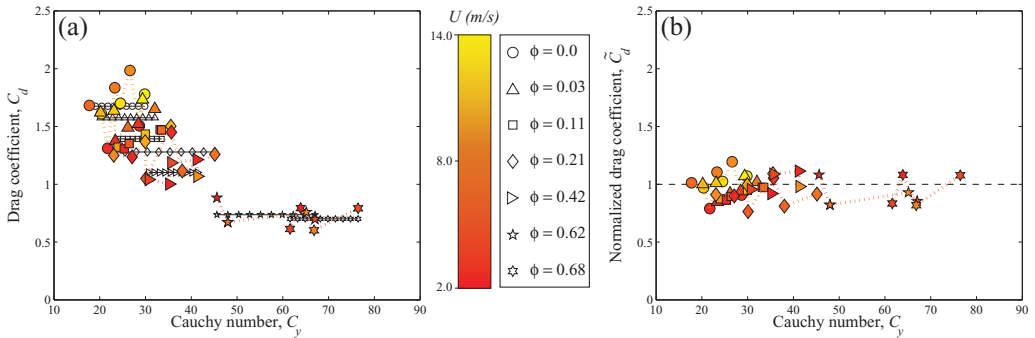 (a)
Drag coefficient, C_d
2.5
2
1.5
1
0.5
0
10 20 30 40 50 60 70 80 90
Cauchy number, C_y
U (m/s)
14.0
8.0
2.0
ϕ = 0.0
ϕ = 0.03
ϕ = 0.11
ϕ = 0.21
ϕ = 0.42
ϕ = 0.62
ϕ = 0.68
(b)
Normalized drag coefficient, C̃_d
2.5
2
1.5
1
0.5
0
10 20 30 40 50 60 70 80 90
Cauchy number, C_y